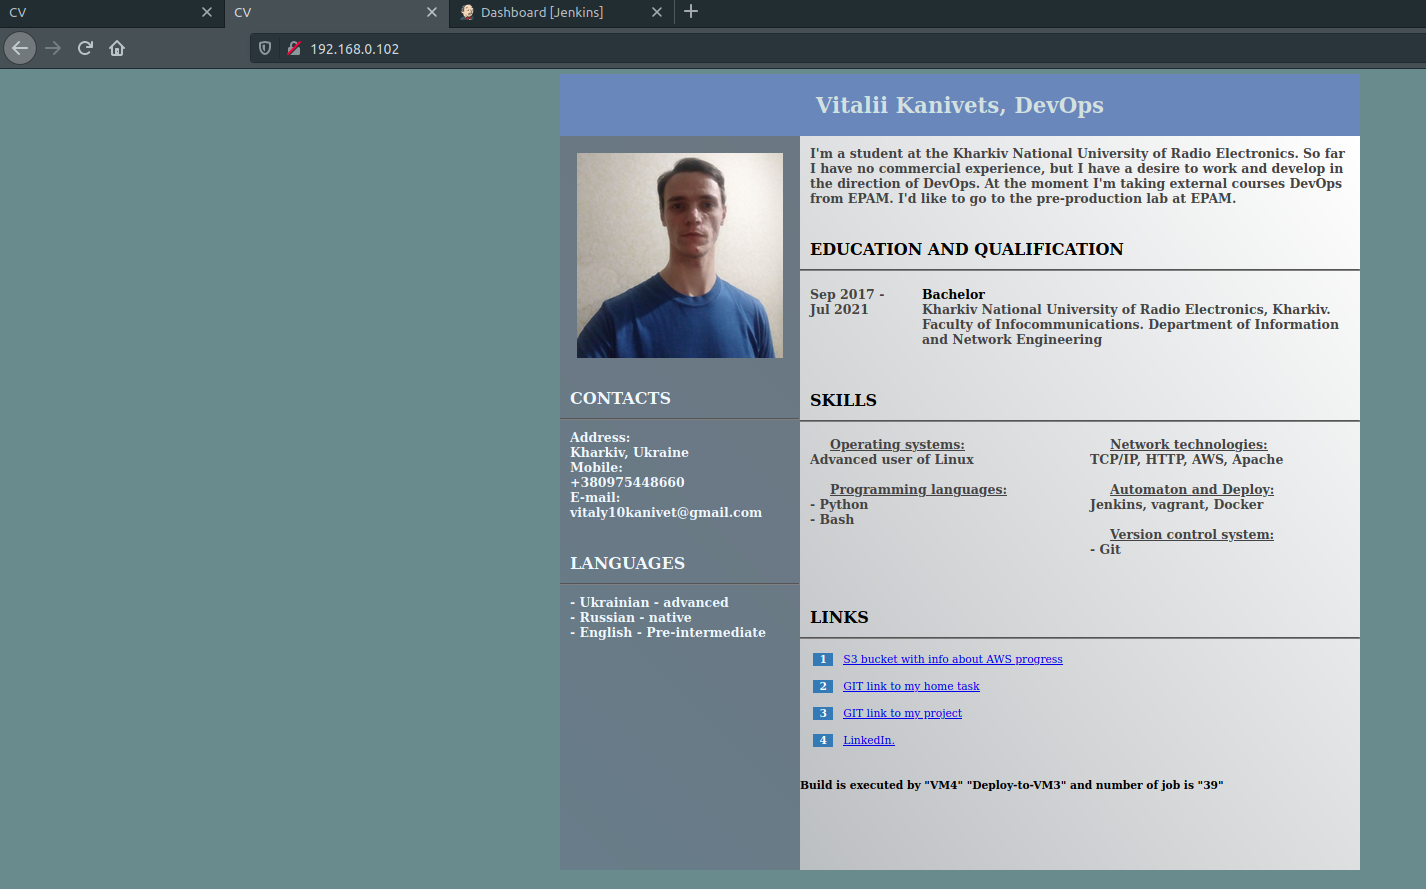 CV
CV
Dashboard [Jenkins]
192.168.0.102
Vitalii Kanivets, DevOps
I'm a student at the Kharkiv National University of Radio Electronics. So far
I have no commercial experience, but I have a desire to work and develop in
the direction of DevOps. At the moment I'm taking external courses DevOps
from EPAM. I'd like to go to the pre-production lab at EPAM.
EDUCATION AND QUALIFICATION
Sep 2017 -
Jul 2021
Bachelor
Kharkiv National University of Radio Electronics, Kharkiv.
Faculty of Infocommunications. Department of Information
and Network Engineering
CONTACTS
Address:
Kharkiv, Ukraine
Mobile:
+380975448660
E-mail:
vitaly10kanivet@gmail.com
LANGUAGES
- Ukrainian - advanced
- Russian - native
- English - Pre-intermediate
SKILLS
Operating systems:
Advanced user of Linux
Programming languages:
- Python
- Bash
Network technologies:
TCP/IP, HTTP, AWS, Apache
Automaton and Deploy:
Jenkins, vagrant, Docker
Version control system:
- Git
LINKS
1 S3 bucket with info about AWS progress
2 GIT link to my home task
3 GIT link to my project
4 LinkedIn.
Build is executed by "VM4" "Deploy-to-VM3" and number of job is "39"